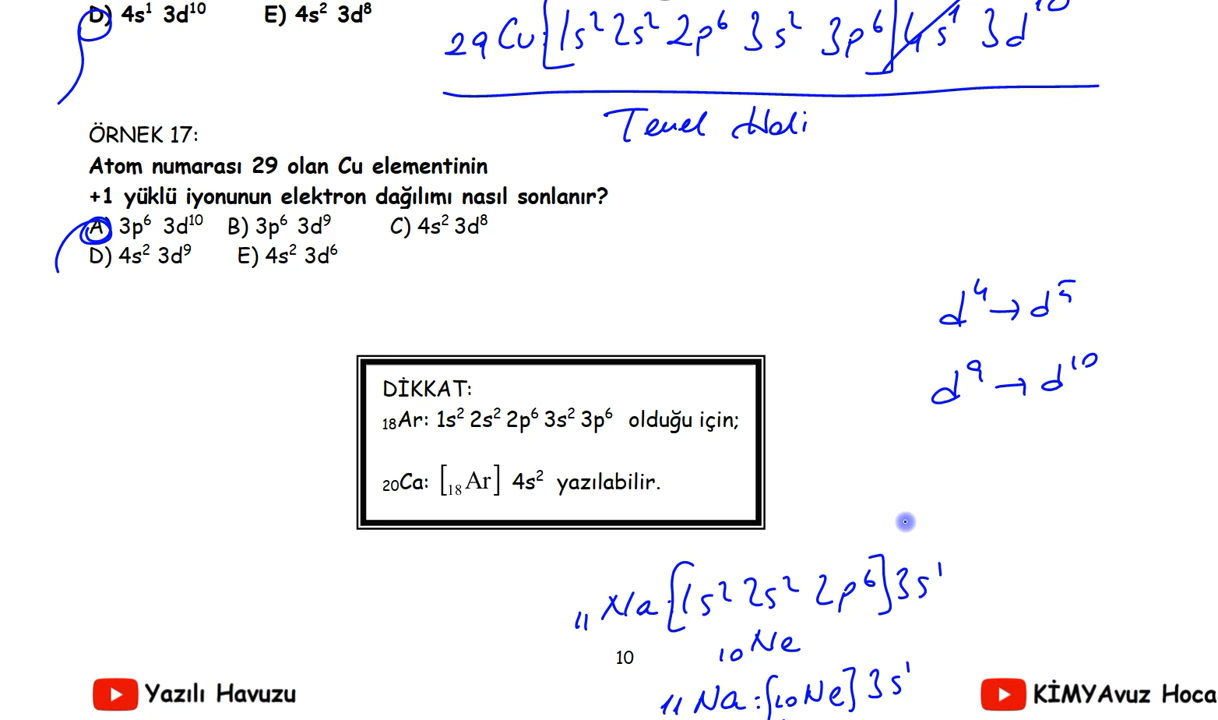 D) 4s¹ 3d¹⁰ E) 4s² 3d⁸
₂₉Cu: [1s² 2s² 2p⁶ 3s² 3p⁶] 4s¹ 3d¹⁰
Temel Hali
ÖRNEK 17:
Atom numarası 29 olan Cu elementinin
+1 yüklü iyonunun elektron dağılımı nasıl sonlanır?
A) 3p⁶ 3d¹⁰ B) 3p⁶ 3d⁹ C) 4s² 3d⁸
D) 4s² 3d⁹ E) 4s² 3d⁶
d⁴ → d⁵
d⁹ → d¹⁰
DİKKAT:
₁₈Ar: 1s² 2s² 2p⁶ 3s² 3p⁶ olduğu için;
₂₀Ca: [₁₈Ar] 4s² yazılabilir.
₁₁Na: [1s² 2s² 2p⁶] 3s¹
₁₀Ne
10
₁₁Na: [₁₀Ne] 3s¹
Yazılı Havuzu
KİMYAvuz Hoca